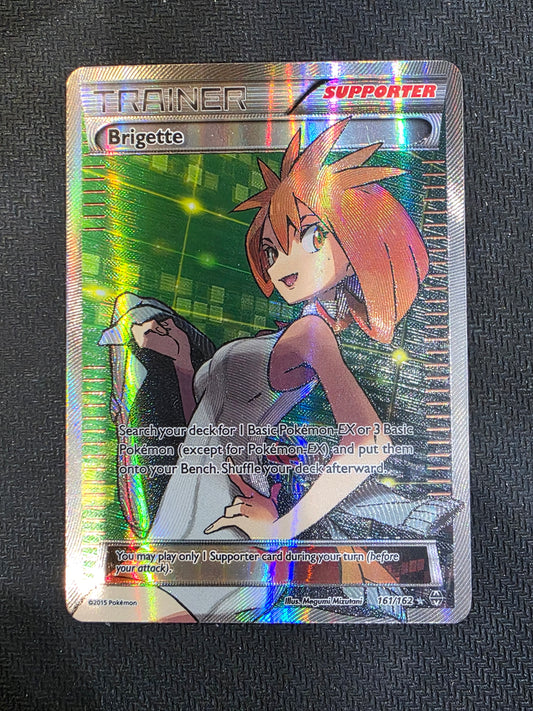 TRAINER SUPPORTER
Brigette
Search your deck for 1 Basic Pokémon-EX or 3 Basic
Pokémon (except for Pokémon-EX) and put them
onto your Bench. Shuffle your deck afterward.
You may play only 1 Supporter card during your turn (before
your attack).
©2015 Pokémon Illus. Megumi Mizutani 161/162